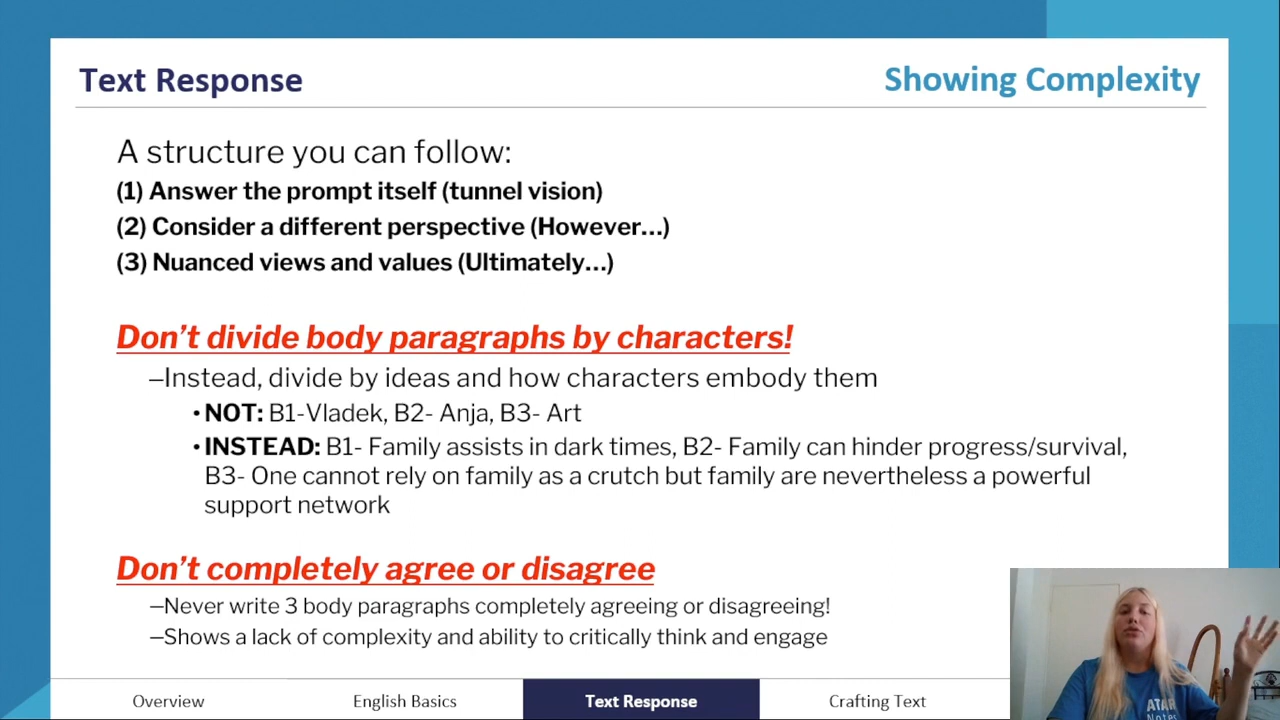 Text Response
Showing Complexity
A structure you can follow:
(1) Answer the prompt itself (tunnel vision)
(2) Consider a different perspective (However...)
(3) Nuanced views and values (Ultimately...)
Don't divide body paragraphs by characters!
–Instead, divide by ideas and how characters embody them
• NOT: B1-Vladek, B2- Anja, B3- Art
• INSTEAD: B1- Family assists in dark times, B2- Family can hinder progress/survival,
B3- One cannot rely on family as a crutch but family are nevertheless a powerful
support network
Don't completely agree or disagree
–Never write 3 body paragraphs completely agreeing or disagreeing!
–Shows a lack of complexity and ability to critically think and engage
Overview
English Basics
Text Response
Crafting Text
ATAR
Notes